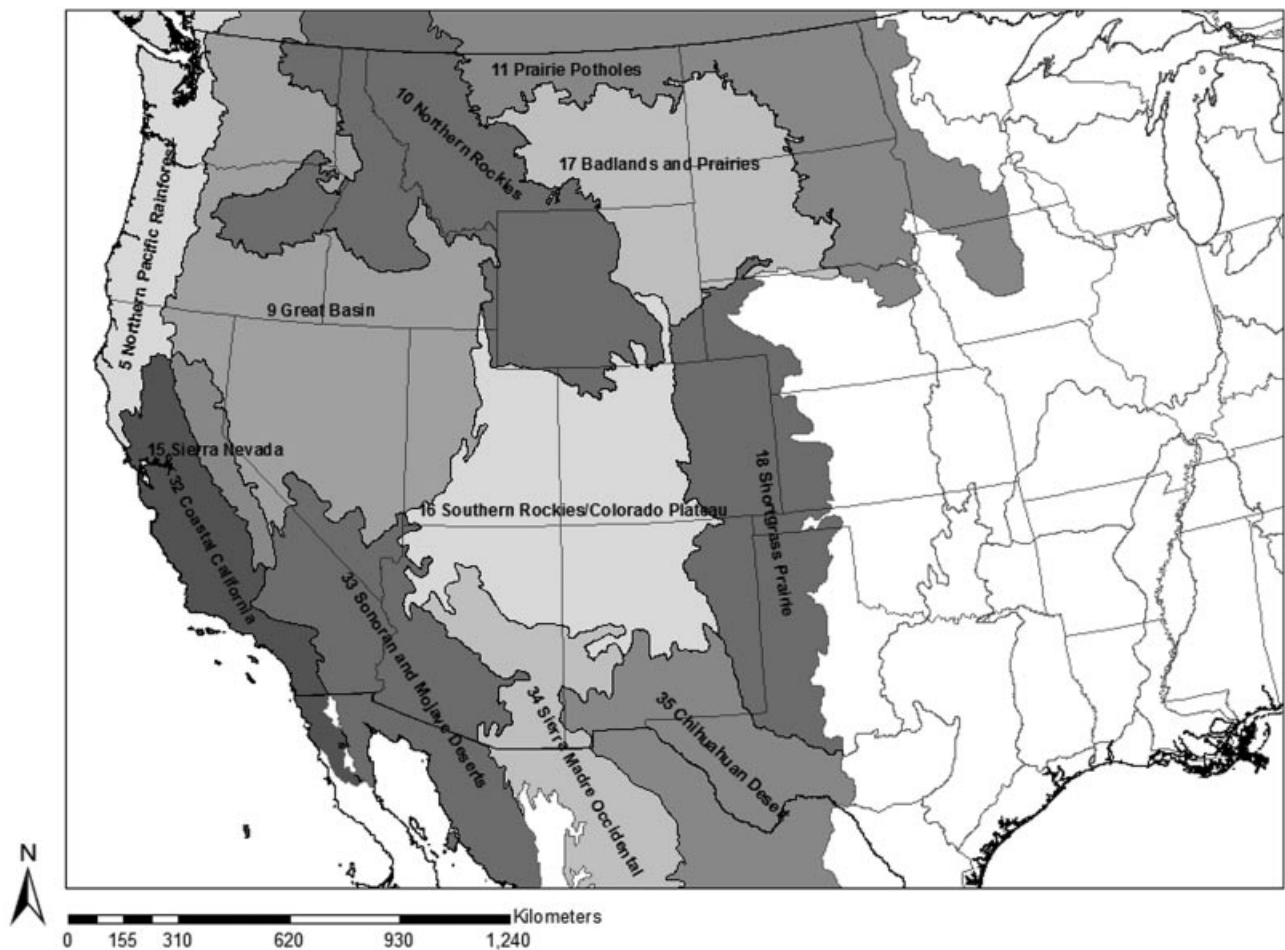 11 Prairie Potholes
10 Northern Rockies
17 Badlands and Prairies
5 Northern Pacific Rainforest
9 Great Basin
15 Sierra Nevada
32 Coastal California
16 Southern Rockies/Colorado Plateau
18 Shortgrass Prairie
33 Sonoran and Mojave Deserts
34 Sierra Madre Occidental
35 Chihuahuan Desert
N
Kilometers
0 155 310 620 930 1,240